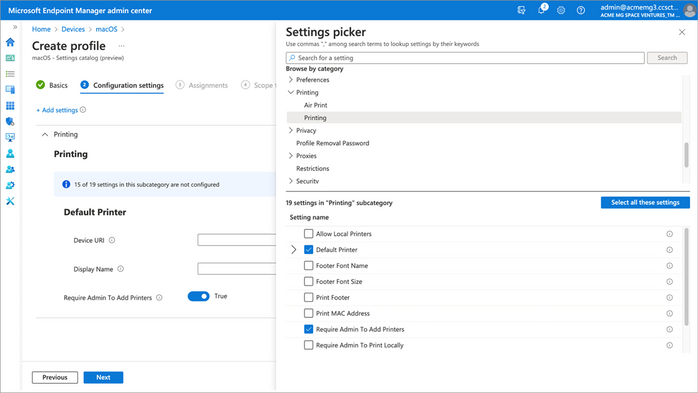 Microsoft Endpoint Manager admin center
2
admin@acmemg3.ccsct...
ACME MG SPACE VENTURES_TM ...
»
Home > Devices > macOS >
Create profile ...
macOS - Settings catalog (preview)
Basics
2 Configuration settings
3 Assignments
4 Scope t
+ Add settings
Printing
Printing
15 of 19 settings in this subcategory are not configured
Default Printer
Device URI
Display Name
Require Admin To Add Printers
True
Previous
Next
Settings picker
Use commas "," among search terms to lookup settings by their keywords
Search for a setting
Search
Browse by category
Preferences
Printing
Air Print
Printing
Privacy
Profile Removal Password
Proxies
Restrictions
Security
19 settings in "Printing" subcategory
Select all these settings
Setting name
Allow Local Printers
Default Printer
Footer Font Name
Footer Font Size
Print Footer
Print MAC Address
Require Admin To Add Printers
Require Admin To Print Locally